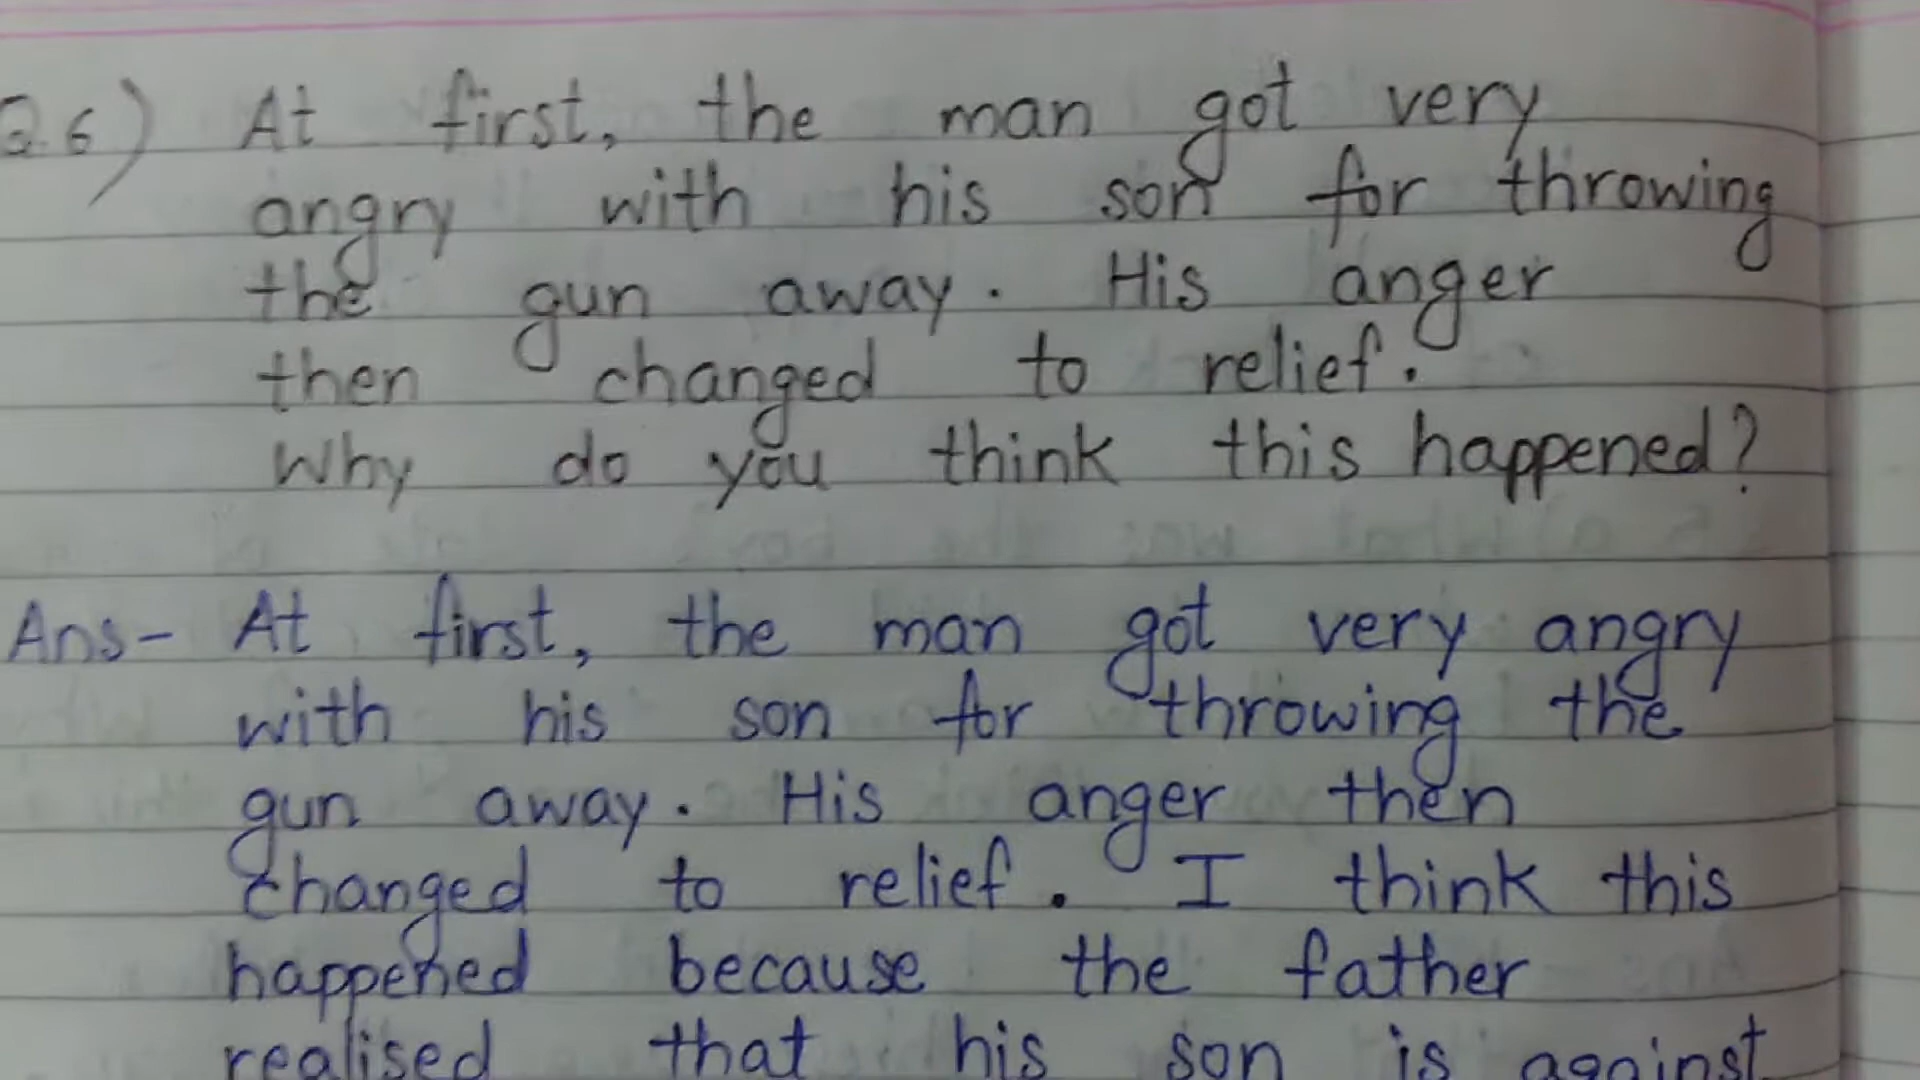 Q.6) At first, the man got very
angry with his son for throwing
the gun away. His anger
then changed to relief.
Why do you think this happened?
Ans- At first, the man got very angry
with his son for throwing the
gun away. His anger then
changed to relief. I think this
happened because the father
realised that his son is against